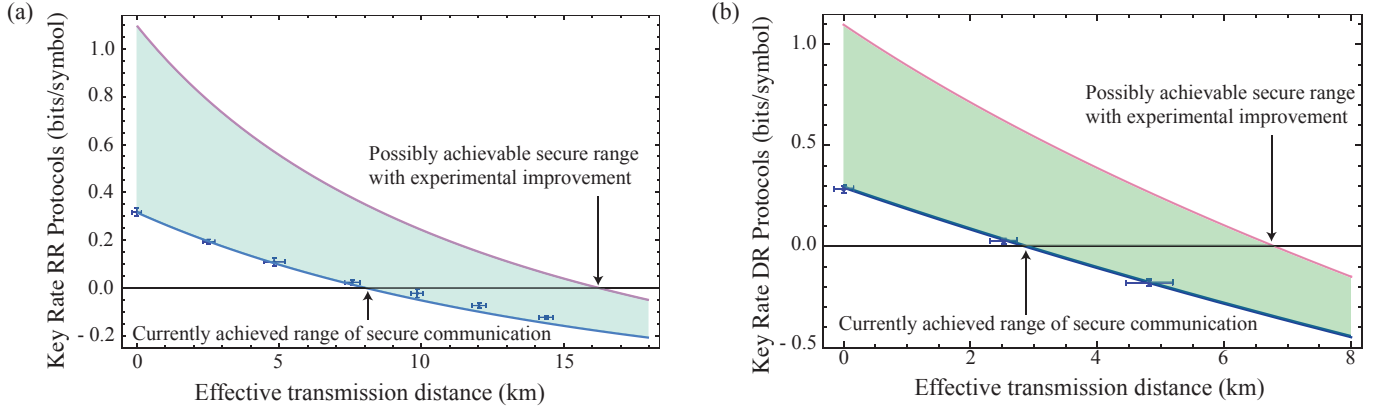 (a)
Key Rate RR Protocols (bits/symbol)
1.0
0.8
0.6
0.4
0.2
0.0
- 0.2
Possibly achievable secure range
with experimental improvement
Currently achieved range of secure communication
0
5
10
15
Effective transmission distance (km)
(b)
Key Rate DR Protocols (bits/symbol)
1.0
0.5
0.0
- 0.5
Possibly achievable secure range
with experimental improvement
Currently achieved range of secure communication
0
2
4
6
8
Effective transmission distance (km)